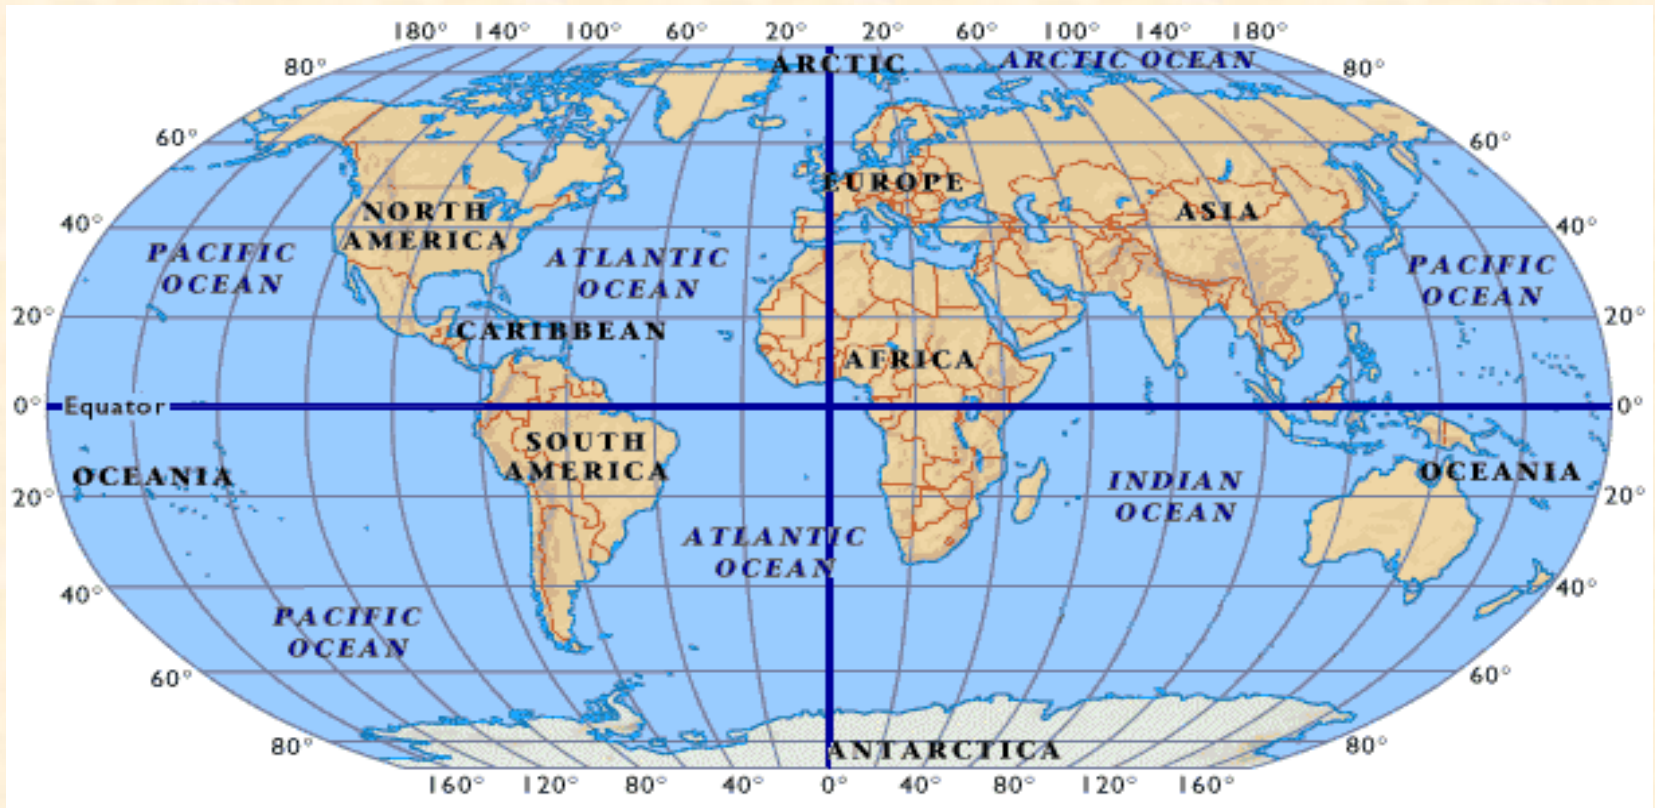 180° 140° 100° 60° 20° 0° 20° 60° 100° 140° 180°
ARCTIC
ARCTIC OCEAN
80°
80°
60°
60°
EUROPE
NORTH
AMERICA
ASIA
40°
40°
PACIFIC
OCEAN
ATLANTIC
OCEAN
PACIFIC
OCEAN
20°
20°
CARIBBEAN
AFRICA
0°
Equator
0°
SOUTH
AMERICA
OCEANIA
OCEANIA
INDIAN
OCEAN
20°
20°
ATLANTIC
OCEAN
40°
40°
PACIFIC
OCEAN
60°
60°
80°
80°
ANTARCTICA
160° 120° 80° 40° 0° 40° 80° 120° 160°